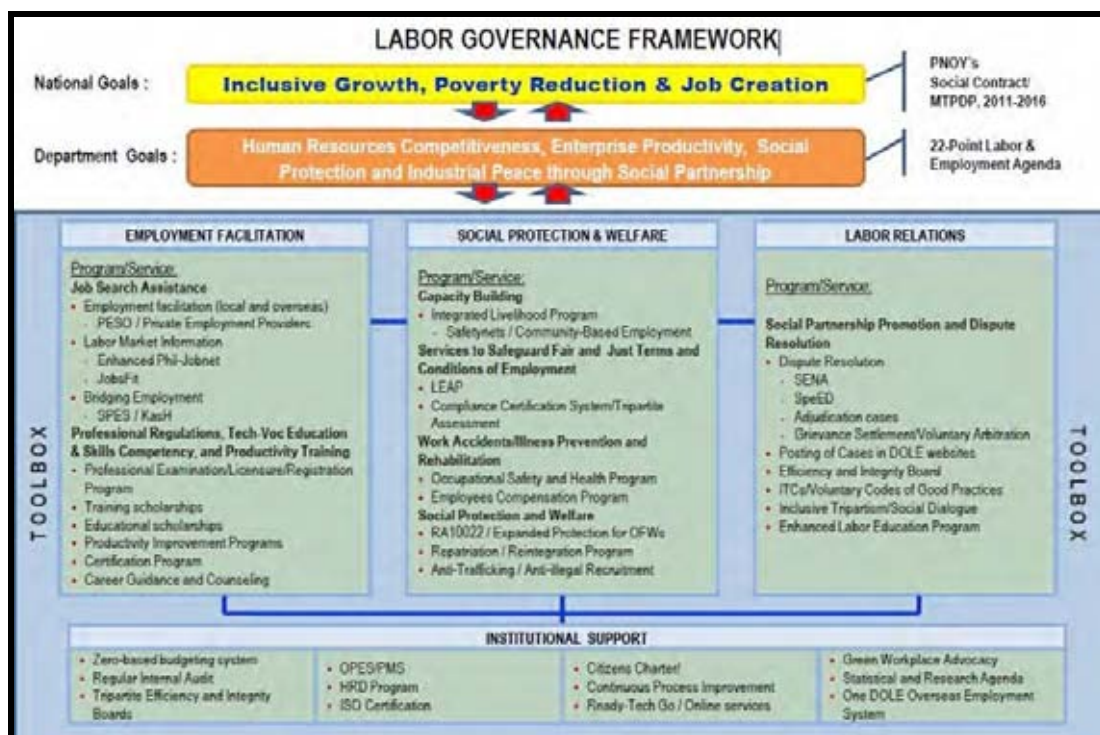 LABOR GOVERNANCE FRAMEWORK
National Goals :
Inclusive Growth, Poverty Reduction & Job Creation
PNOY's
Social Contract/
MTPDP, 2011-2016
Department Goals :
Human Resources Competitiveness, Enterprise Productivity, Social
Protection and Industrial Peace through Social Partnership
22-Point Labor &
Employment Agenda
TOOLBOX
EMPLOYMENT FACILITATION
Program/Service:
Job Search Assistance
• Employment facilitation (local and overseas)
- PESO / Private Employment Providers
• Labor Market Information
- Enhanced Phil-Jobnet
- JobsFit
• Bridging Employment
- SPES / KasH
Professional Regulations, Tech-Voc Education
& Skills Competency, and Productivity Training
- Professional Examination/Licensure/Registration
Program
• Training scholarships
• Educational scholarships
• Productivity Improvement Programs
• Certification Program
• Career Guidance and Counseling
SOCIAL PROTECTION & WELFARE
Program/Service:
Capacity Building
• Integrated Livelihood Program
- Safetynets / Community-Based Employment
Services to Safeguard Fair and Just Terms and
Conditions of Employment
• LEAP
• Compliance Certification System/Tripartite
Assessment
Work Accidents/Illness Prevention and
Rehabilitation
• Occupational Safety and Health Program
• Employees Compensation Program
Social Protection and Welfare
• RA10022 / Expanded Protection for OFWs
• Repatriation / Reintegration Program
• Anti-Trafficking / Anti-illegal Recruitment
LABOR RELATIONS
Program/Service:
Social Partnership Promotion and Dispute
Resolution
• Dispute Resolution
- SENA
- SpeED
- Adjudication cases
- Grievance Settlement/Voluntary Arbitration
• Posting of Cases in DOLE websites
• Efficiency and Integrity Board
• ITCs/Voluntary Codes of Good Practices
• Inclusive Tripartism/Social Dialogue
• Enhanced Labor Education Program
TOOLBOX
INSTITUTIONAL SUPPORT
• Zero-based budgeting system
• Regular Internal Audit
• Tripartite Efficiency and Integrity
Boards
• OPES/PMS
• HRD Program
• ISO Certification
• Citizens Charter!
• Continuous Process Improvement
• Ready-Tech Go / Online services
• Green Workplace Advocacy
• Statistical and Research Agenda
• One DOLE Overseas Employment
System